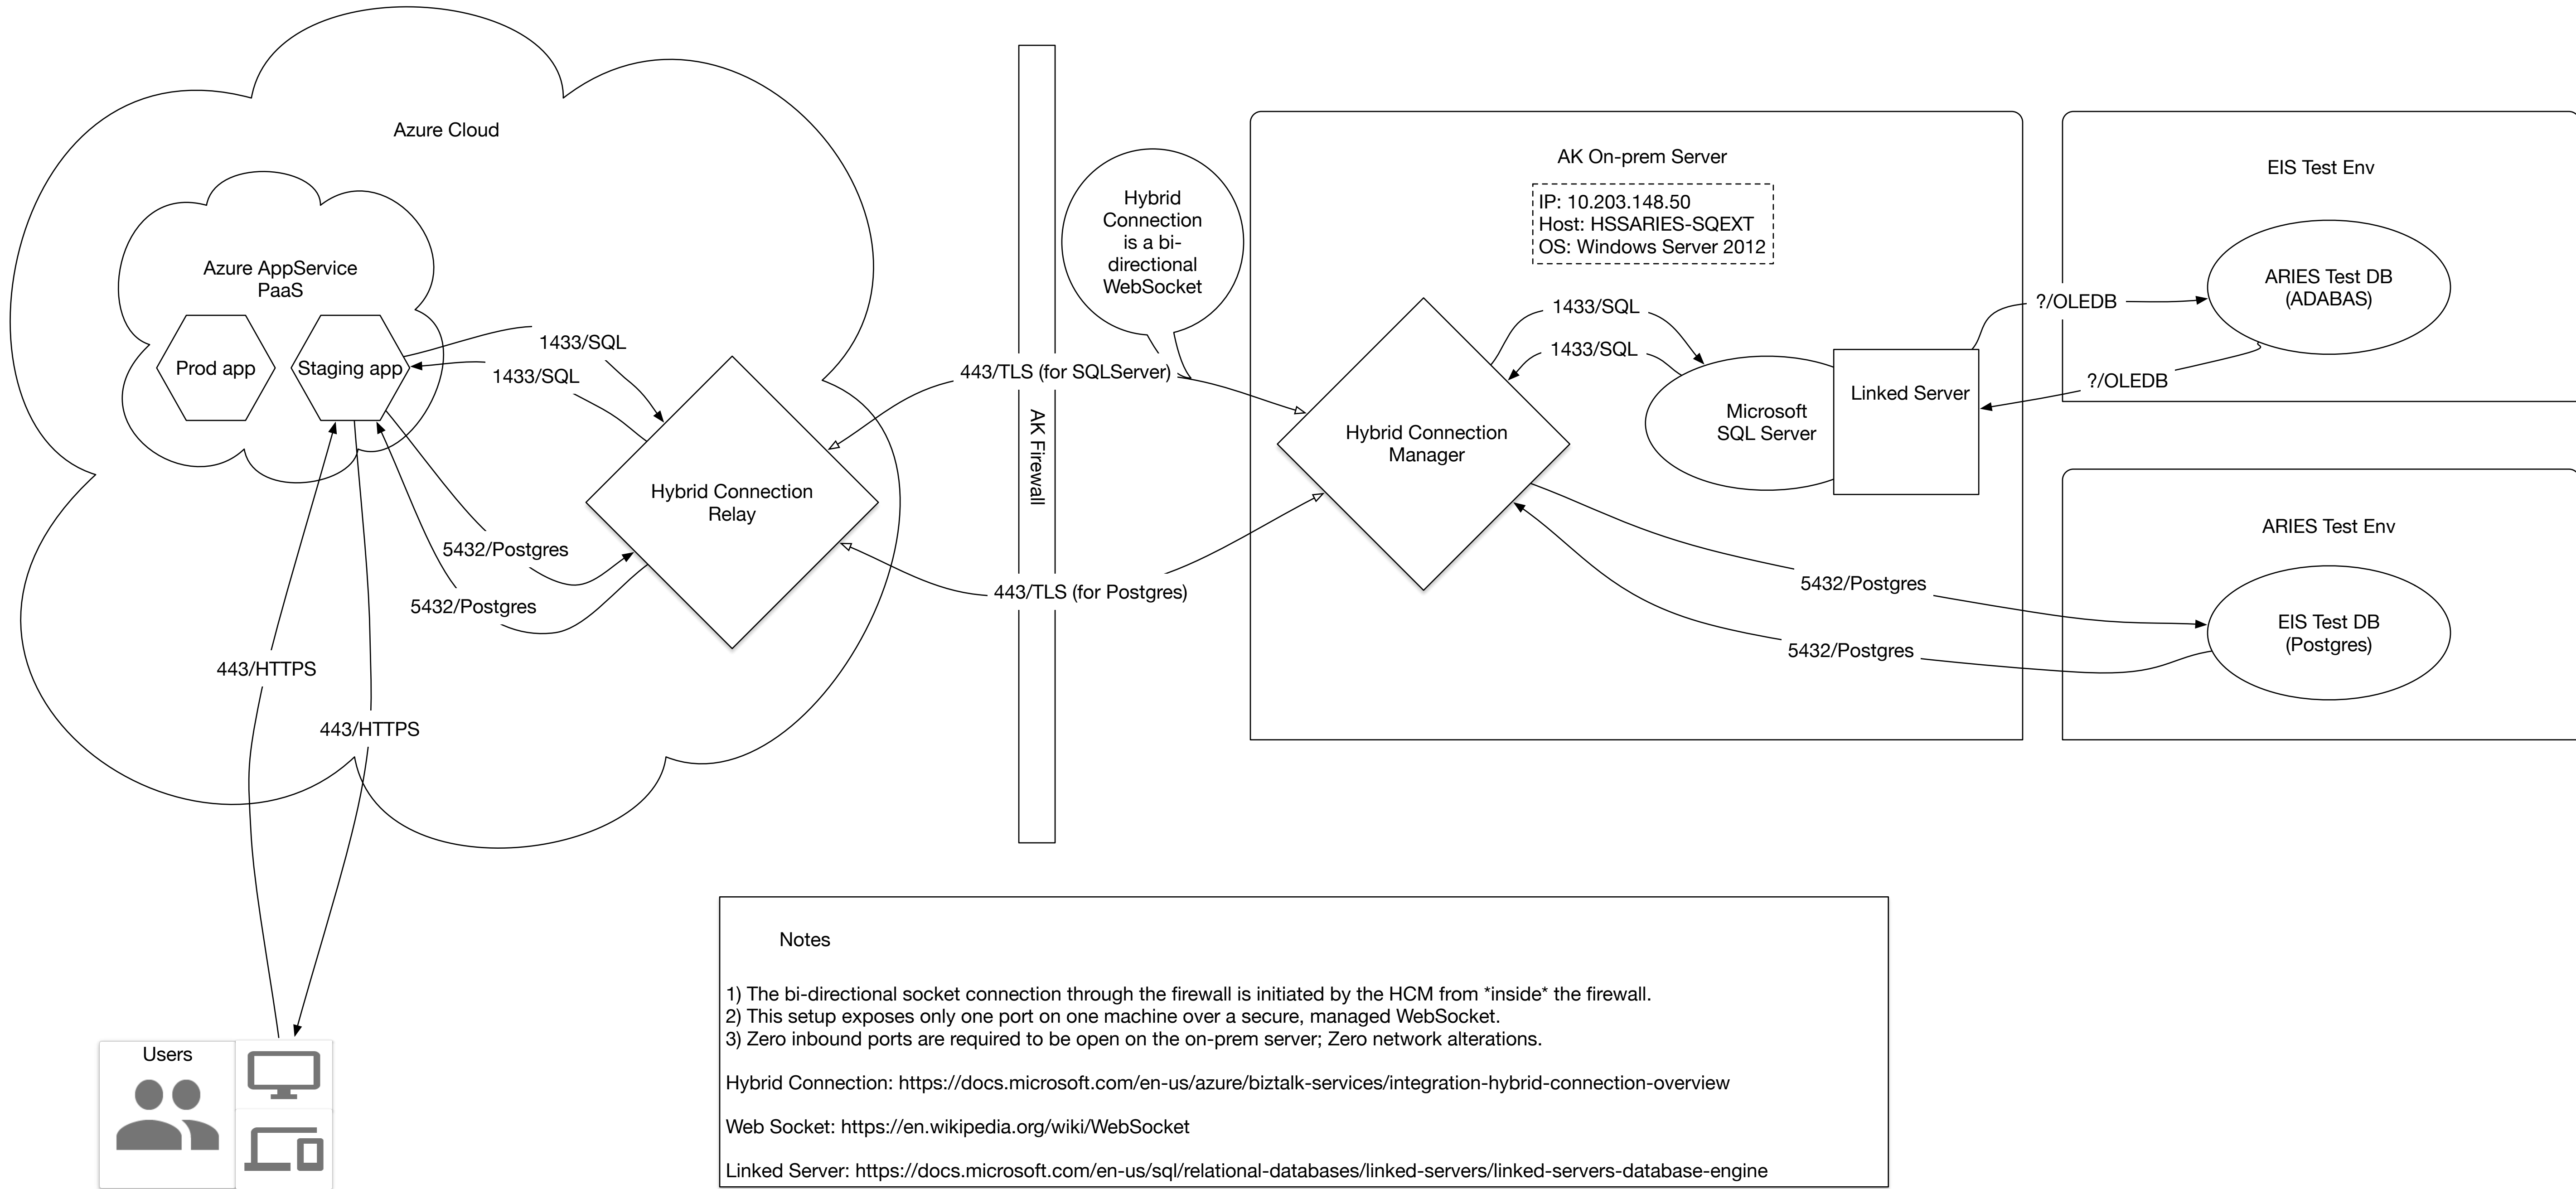 Azure Cloud
Azure AppService
PaaS
Prod app
Staging app
1433/SQL
1433/SQL
5432/Postgres
5432/Postgres
443/HTTPS
443/HTTPS
Hybrid Connection
Relay
443/TLS (for SQLServer)
443/TLS (for Postgres)
AK Firewall
Hybrid
Connection
is a bi-
directional
WebSocket
AK On-prem Server
IP: 10.203.148.50
Host: HSSARIES-SQEXT
OS: Windows Server 2012
Hybrid Connection
Manager
1433/SQL
1433/SQL
Microsoft
SQL Server
Linked Server
?/OLEDB
?/OLEDB
5432/Postgres
5432/Postgres
EIS Test Env
ARIES Test DB
(ADABAS)
ARIES Test Env
EIS Test DB
(Postgres)
Users
Notes
1) The bi-directional socket connection through the firewall is initiated by the HCM from *inside* the firewall.
2) This setup exposes only one port on one machine over a secure, managed WebSocket.
3) Zero inbound ports are required to be open on the on-prem server; Zero network alterations.
Hybrid Connection: https://docs.microsoft.com/en-us/azure/biztalk-services/integration-hybrid-connection-overview
Web Socket: https://en.wikipedia.org/wiki/WebSocket
Linked Server: https://docs.microsoft.com/en-us/sql/relational-databases/linked-servers/linked-servers-database-engine